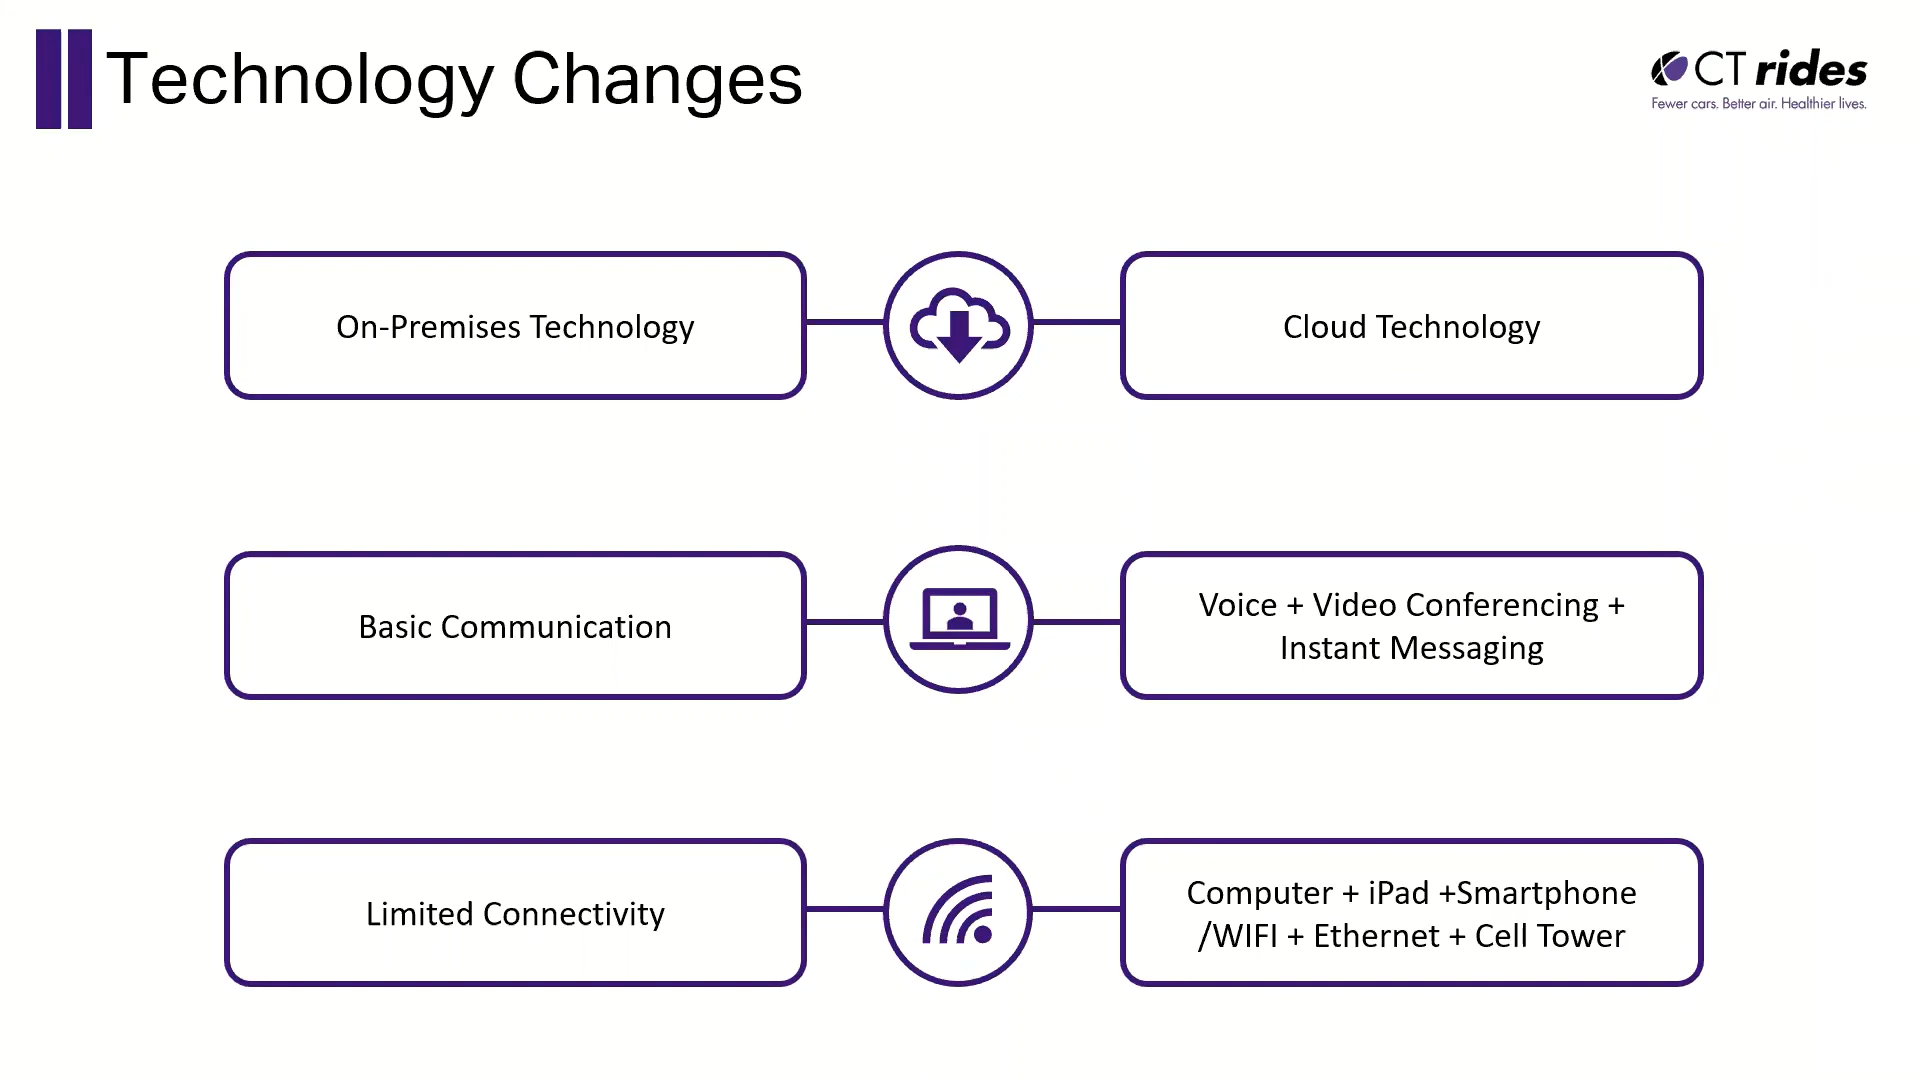 Technology Changes
CT rides
Fewer cars. Better air. Healthier lives.
On-Premises Technology
Cloud Technology
Basic Communication
Voice + Video Conferencing +
Instant Messaging
Limited Connectivity
Computer + iPad +Smartphone
/WIFI + Ethernet + Cell Tower